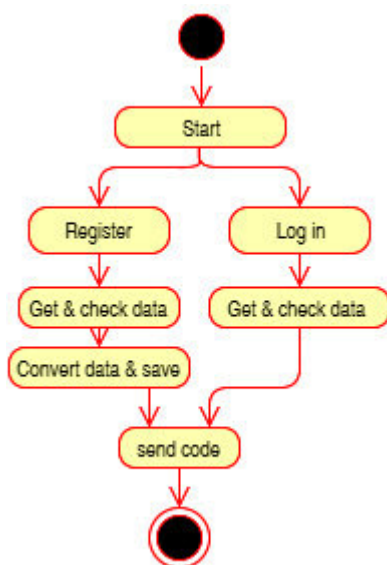 Start
Register
Log in
Get & check data
Get & check data
Convert data & save
send code